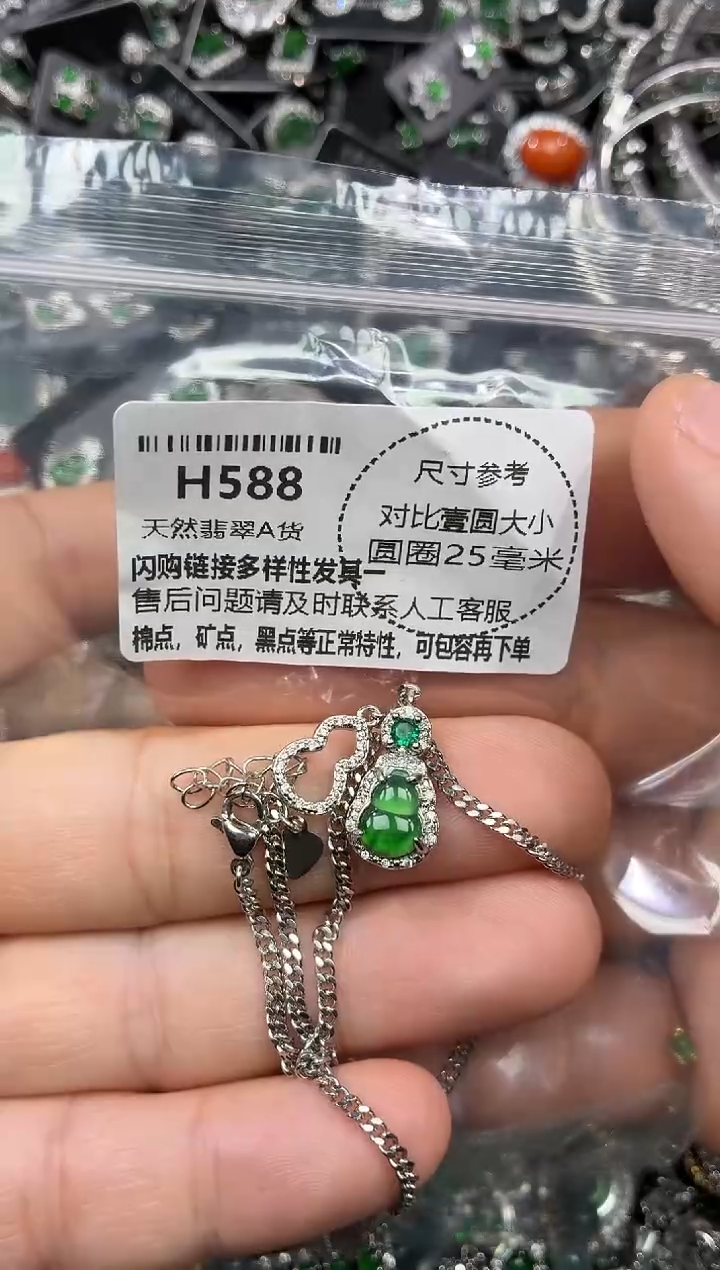 H588
天然翡翠A货
尺寸参考
对比壹圆大小
圆圈25毫米
闪购链接多样性发其一
售后问题请及时联系人工客服
棉点，矿点，黑点等正常特性，可包容再下单